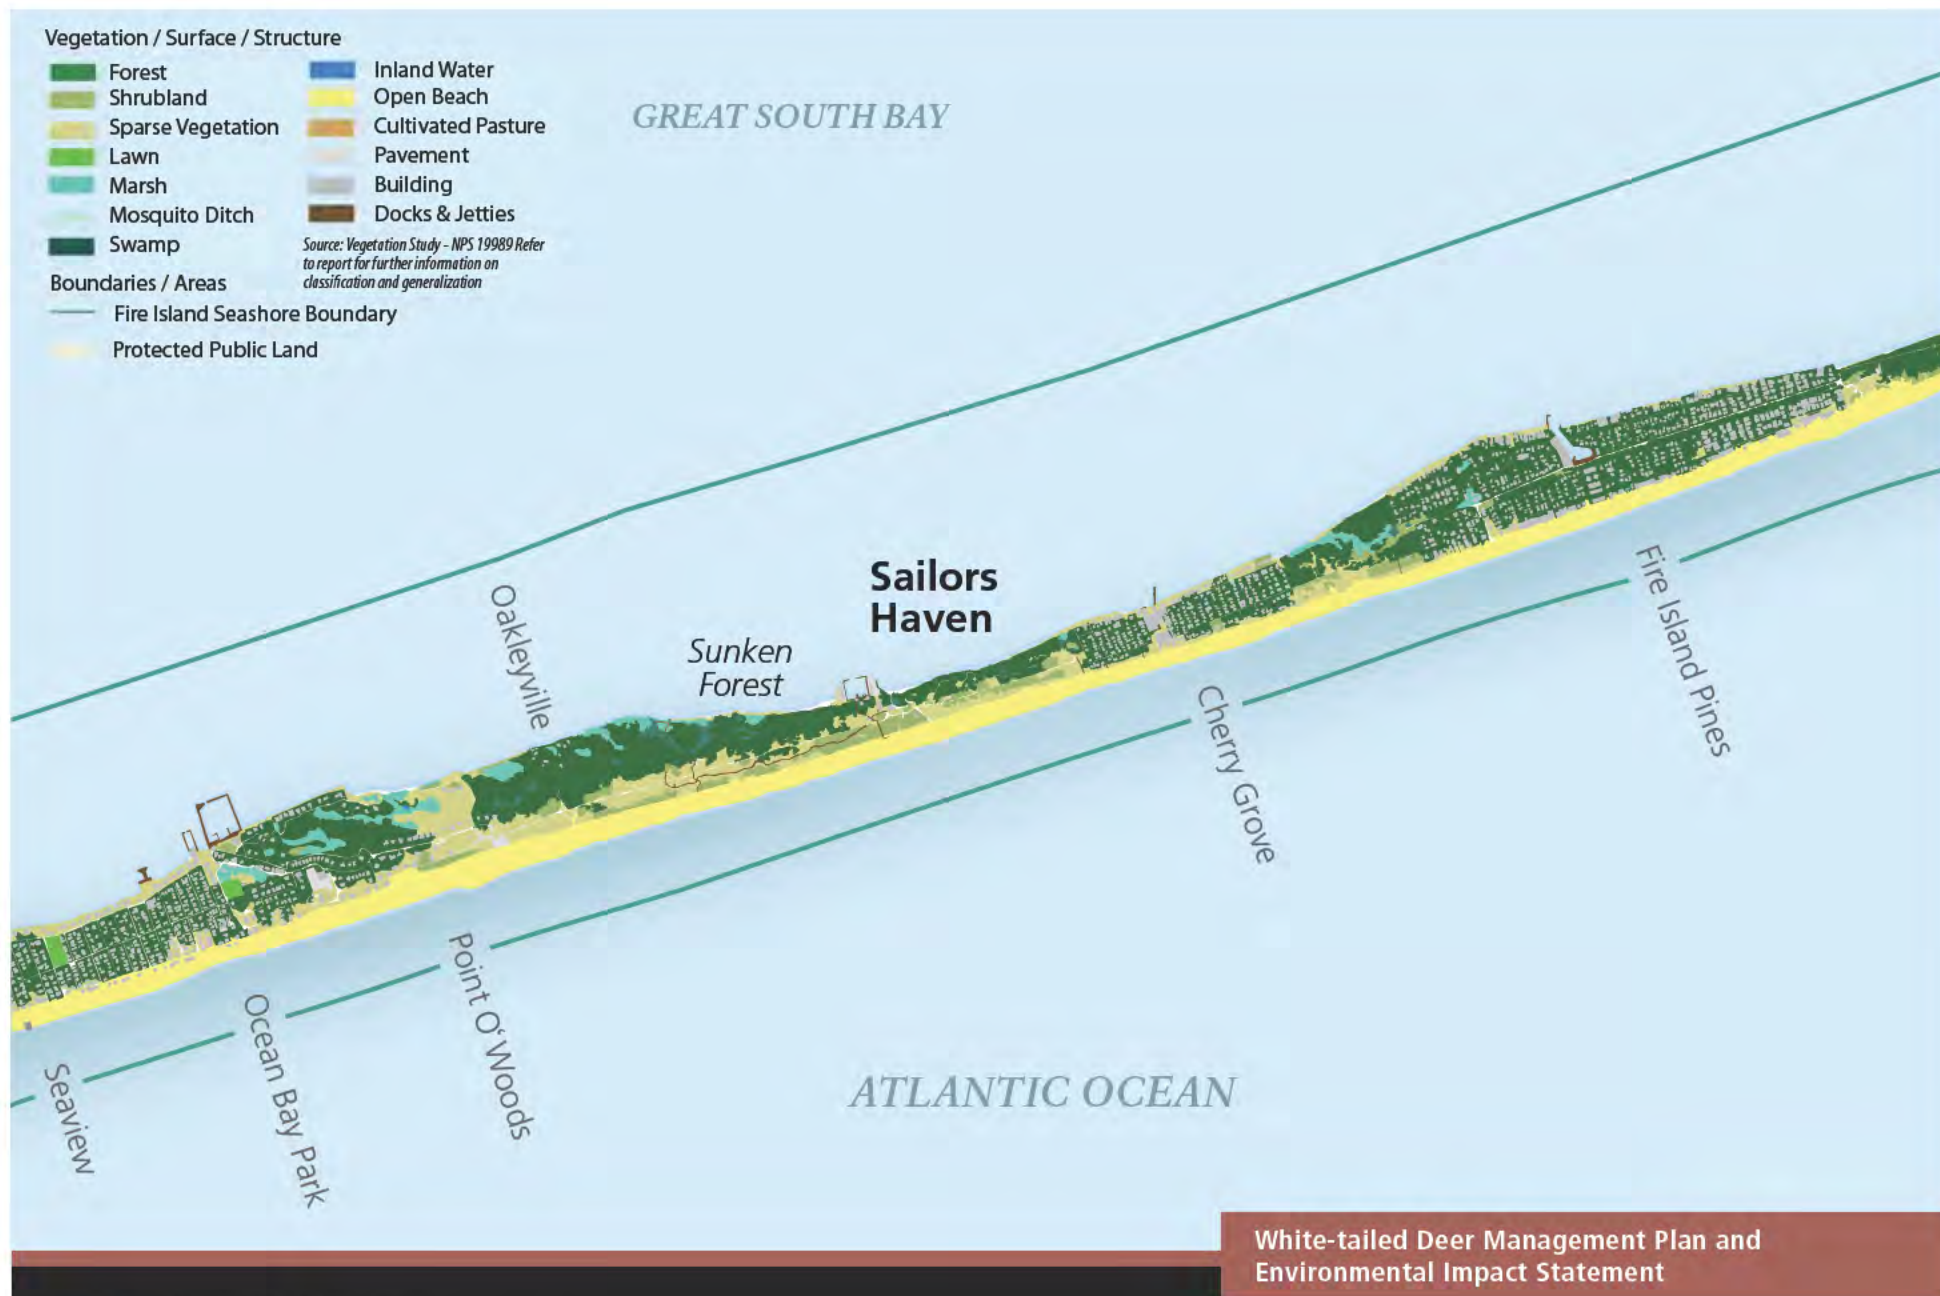 Vegetation / Surface / Structure
Forest
Shrubland
Sparse Vegetation
Lawn
Marsh
Mosquito Ditch
Swamp
Inland Water
Open Beach
Cultivated Pasture
Pavement
Building
Docks & Jetties
Source: Vegetation Study - NPS 19989 Refer
to report for further information on
classification and generalization
Boundaries / Areas
Fire Island Seashore Boundary
Protected Public Land
GREAT SOUTH BAY
Oakleyville
Sunken
Forest
Sailors
Haven
Fire Island Pines
Cherry Grove
Point O‘Woods
Ocean Bay Park
Seaview
ATLANTIC OCEAN
White-tailed Deer Management Plan and
Environmental Impact Statement